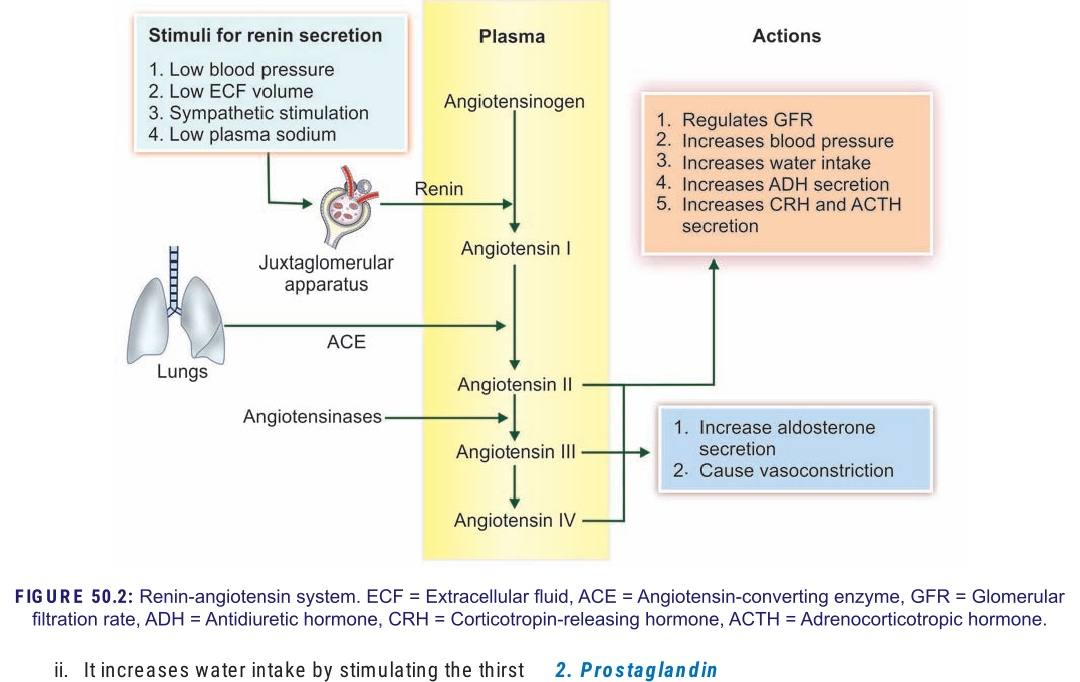 Stimuli for renin secretion
1. Low blood pressure
2. Low ECF volume
3. Sympathetic stimulation
4. Low plasma sodium
Plasma
Actions
Angiotensinogen
1. Regulates GFR
2. Increases blood pressure
3. Increases water intake
4. Increases ADH secretion
5. Increases CRH and ACTH
secretion
Renin
Juxtaglomerular
apparatus
Angiotensin I
ACE
Lungs
Angiotensin II
Angiotensinases
Angiotensin III
1. Increase aldosterone
secretion
2. Cause vasoconstriction
Angiotensin IV
FIGURE 50.2: Renin-angiotensin system. ECF = Extracellular fluid, ACE = Angiotensin-converting enzyme, GFR = Glomerular
filtration rate, ADH = Antidiuretic hormone, CRH = Corticotropin-releasing hormone, ACTH = Adrenocorticotropic hormone.
ii. It increases water intake by stimulating the thirst
2. Prostaglandin